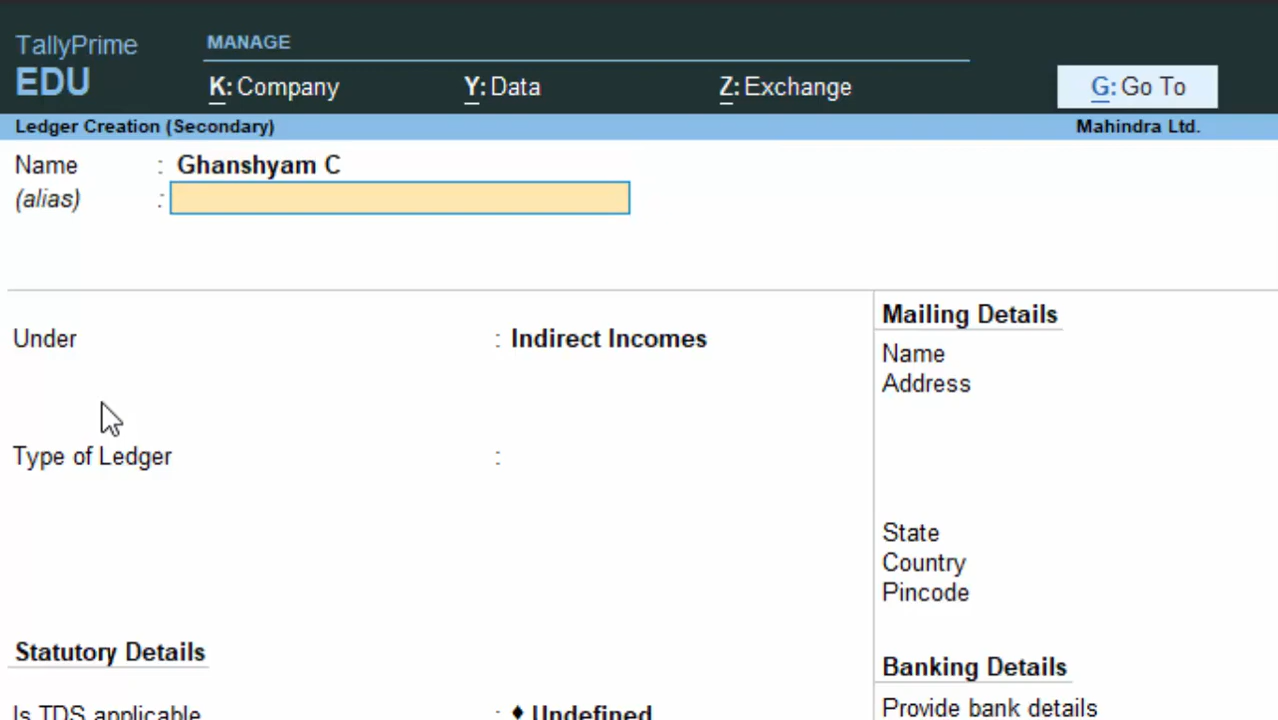 TallyPrime
EDU
MANAGE
K: Company Y: Data Z: Exchange G: Go To
Ledger Creation (Secondary) Mahindra Ltd.
Name : Ghanshyam C
(alias) :
Under : Indirect Incomes
Type of Ledger :
Statutory Details
Is TDS applicable : ♦ Undefined
Mailing Details
Name
Address
State
Country
Pincode
Banking Details
Provide bank details